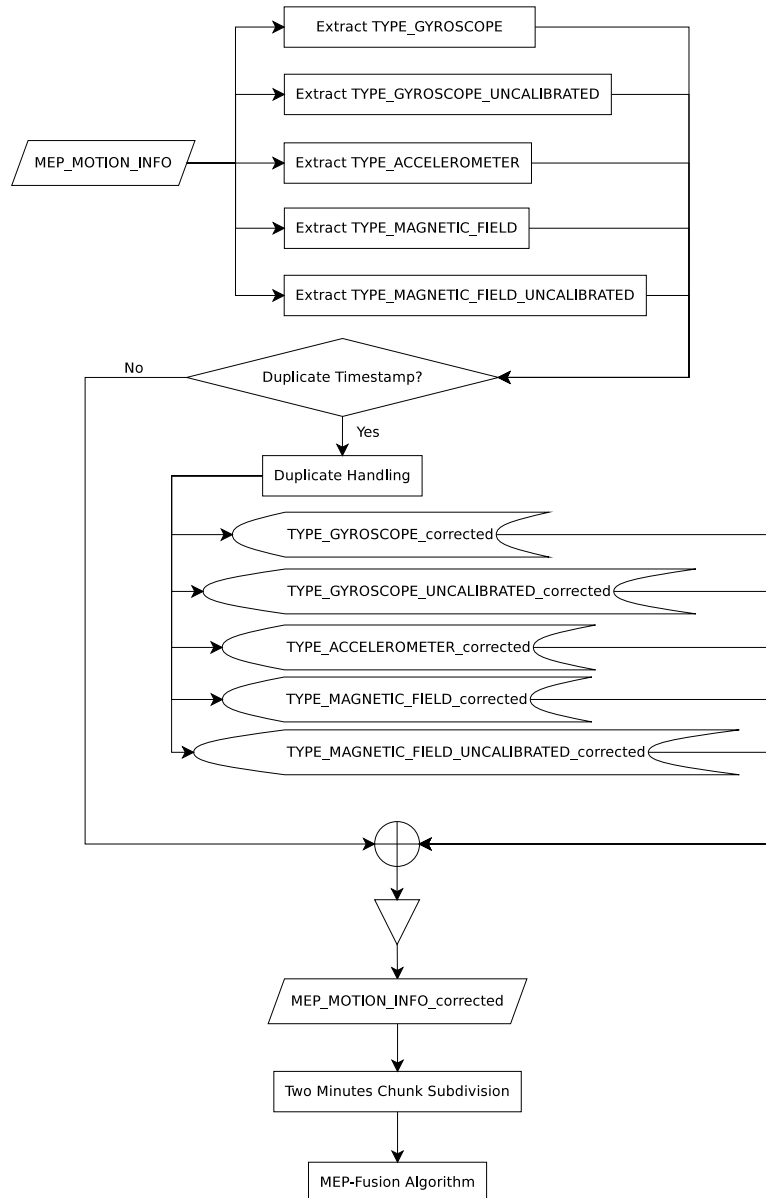 Extract TYPE_GYROSCOPE
Extract TYPE_GYROSCOPE_UNCALIBRATED
MEP_MOTION_INFO
Extract TYPE_ACCELEROMETER
Extract TYPE_MAGNETIC_FIELD
Extract TYPE_MAGNETIC_FIELD_UNCALIBRATED
No
Duplicate Timestamp?
Yes
Duplicate Handling
TYPE_GYROSCOPE_corrected
TYPE_GYROSCOPE_UNCALIBRATED_corrected
TYPE_ACCELEROMETER_corrected
TYPE_MAGNETIC_FIELD_corrected
TYPE_MAGNETIC_FIELD_UNCALIBRATED_corrected
MEP_MOTION_INFO_corrected
Two Minutes Chunk Subdivision
MEP-Fusion Algorithm